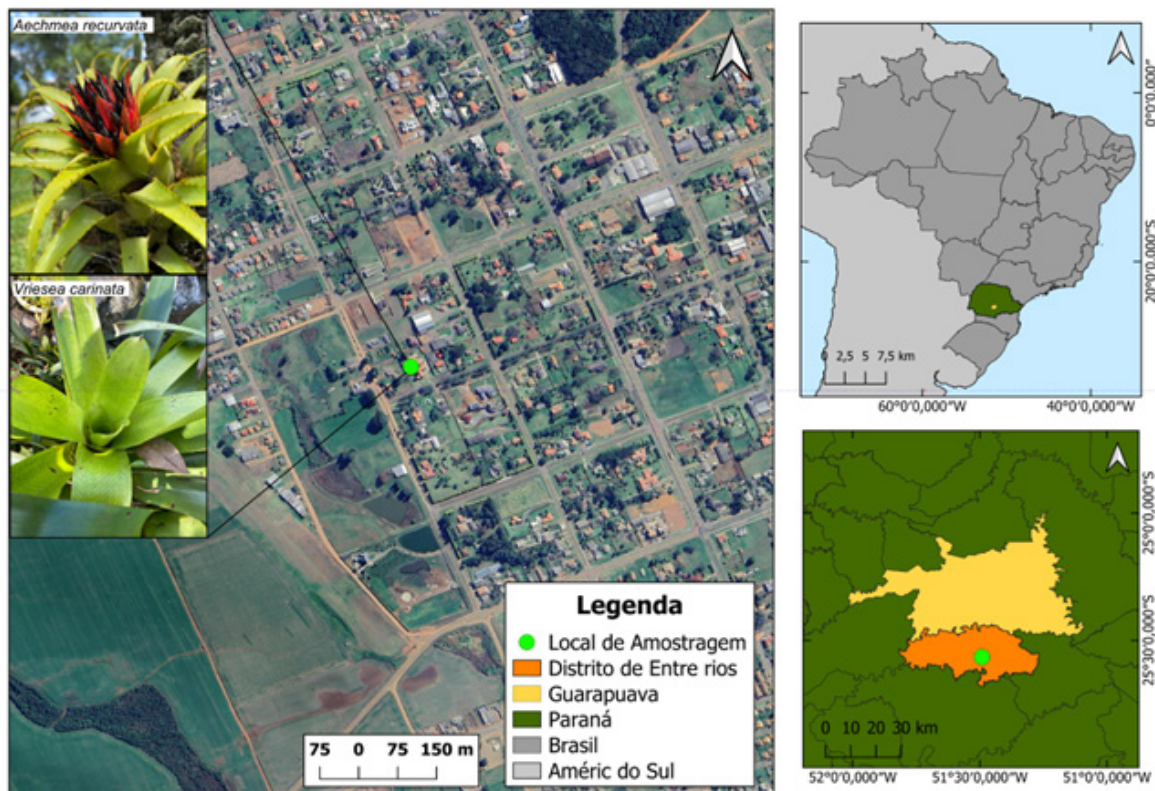 Aechmea recurvata
Vriesea carinata
Legenda
Local de Amostragem
Distrito de Entre rios
Guarapuava
Paraná
Brasil
Améric do Sul
75 0 75 150 m
0°0'0,000"
20°0'0,000"S
0 2,5 5 7,5 km
60°0'0,000"W 40°0'0,000"W
25°0'0,000"S
25°30'0,000"S
0 10 20 30 km
52°0'0,000"W 51°30'0,000"W 51°0'0,000"W